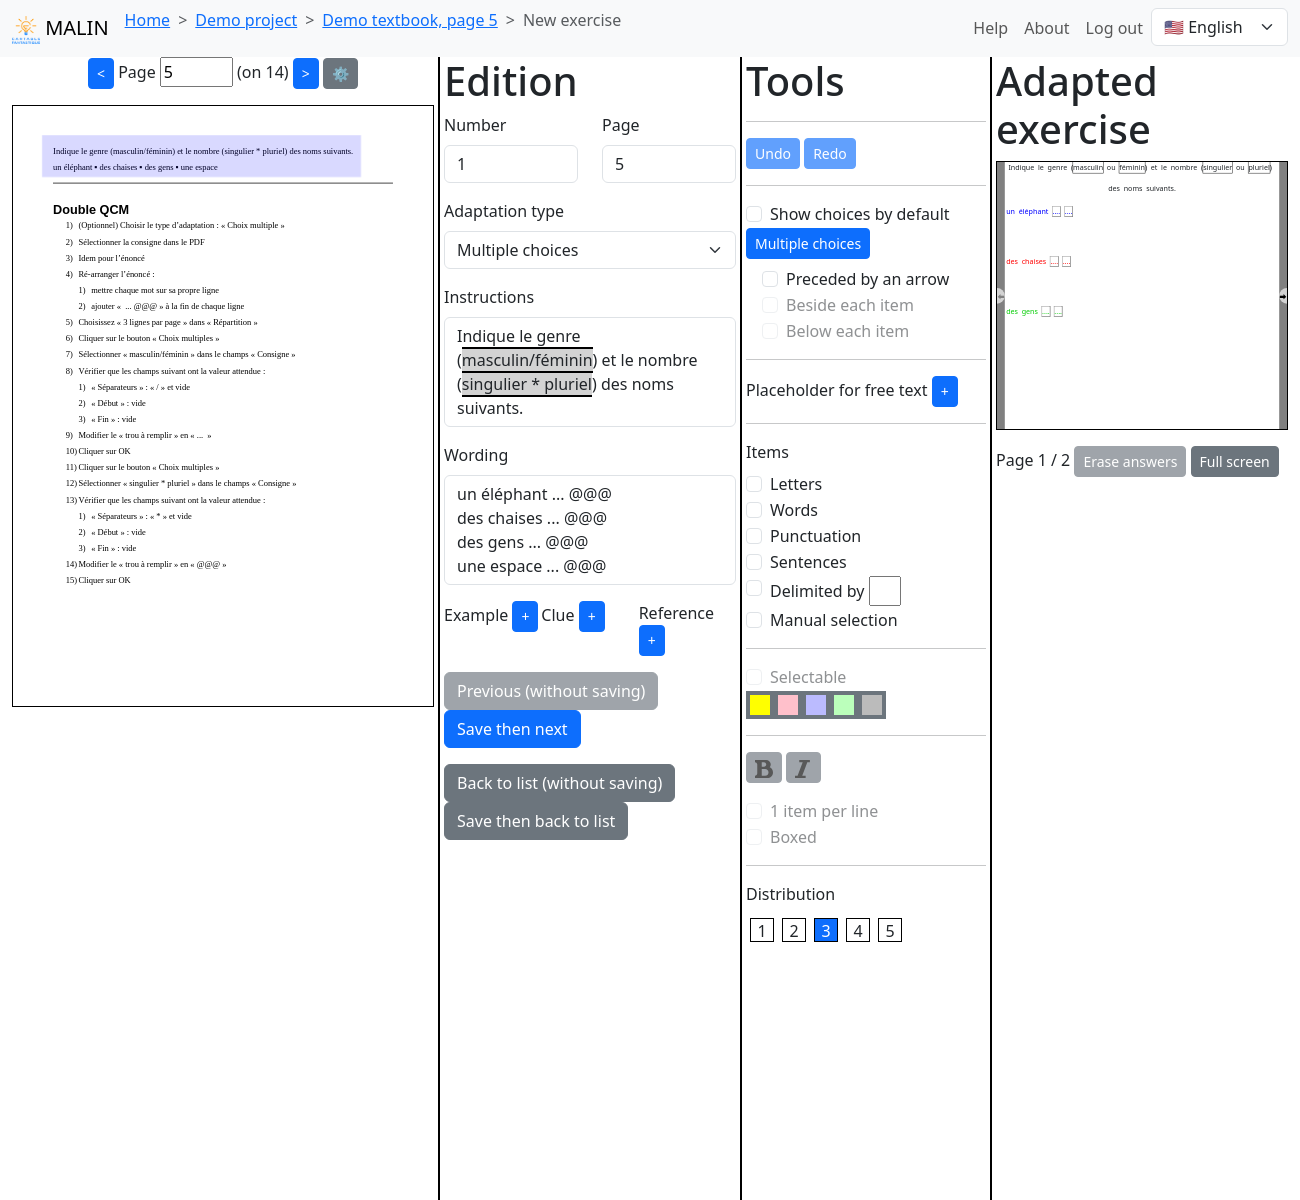 MALIN
Home > Demo project > Demo textbook, page 5 > New exercise
Help About Log out 🇺🇸 English
< Page 5 (on 14) > ⚙️
Indique le genre (masculin/féminin) et le nombre (singulier * pluriel) des noms suivants.
un éléphant • des chaises • des gens • une espace
Double QCM
1) (Optionnel) Choisir le type d’adaptation : « Choix multiple »
2) Sélectionner la consigne dans le PDF
3) Idem pour l’énoncé
4) Ré-arranger l’énoncé :
1) mettre chaque mot sur sa propre ligne
2) ajouter « ... @@@ » à la fin de chaque ligne
5) Choisissez « 3 lignes par page » dans « Répartition »
6) Cliquer sur le bouton « Choix multiples »
7) Sélectionner « masculin/féminin » dans le champs « Consigne »
8) Vérifier que les champs suivant ont la valeur attendue :
1) « Séparateurs » : « / » et vide
2) « Début » : vide
3) « Fin » : vide
9) Modifier le « trou à remplir » en « ... »
10) Cliquer sur OK
11) Cliquer sur le bouton « Choix multiples »
12) Sélectionner « singulier * pluriel » dans le champs « Consigne »
13) Vérifier que les champs suivant ont la valeur attendue :
1) « Séparateurs » : « * » et vide
2) « Début » : vide
3) « Fin » : vide
14) Modifier le « trou à remplir » en « @@@ »
15) Cliquer sur OK
Edition
Number Page
1 5
Adaptation type
Multiple choices
Instructions
Indique le genre
(masculin/féminin) et le nombre
(singulier * pluriel) des noms
suivants.
Wording
un éléphant ... @@@
des chaises ... @@@
des gens ... @@@
une espace ... @@@
Example + Clue + Reference
+
Previous (without saving)
Save then next
Back to list (without saving)
Save then back to list
Tools
Undo Redo
Show choices by default
Multiple choices
Preceded by an arrow
Beside each item
Below each item
Placeholder for free text +
Items
Letters
Words
Punctuation
Sentences
Delimited by
Manual selection
Selectable
B I
1 item per line
Boxed
Distribution
1 2 3 4 5
Adapted
exercise
Indique le genre (masculin ou féminin) et le nombre (singulier ou pluriel)
des noms suivants.
un éléphant ... ...
des chaises ... ...
des gens ... ...
Page 1 / 2 Erase answers Full screen